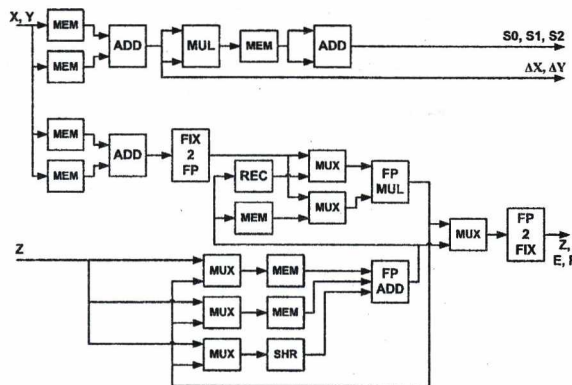 X, Y
MEM
MEM
ADD
MUL
MEM
ADD
S0, S1, S2
ΔX, ΔY
MEM
MEM
ADD
FIX
2
FP
REC
MEM
MUX
MUX
FP
MUL
MUX
FP
2
FIX
Z,
Z
MUX
MEM
MUX
MEM
MUX
SHR
FP
ADD